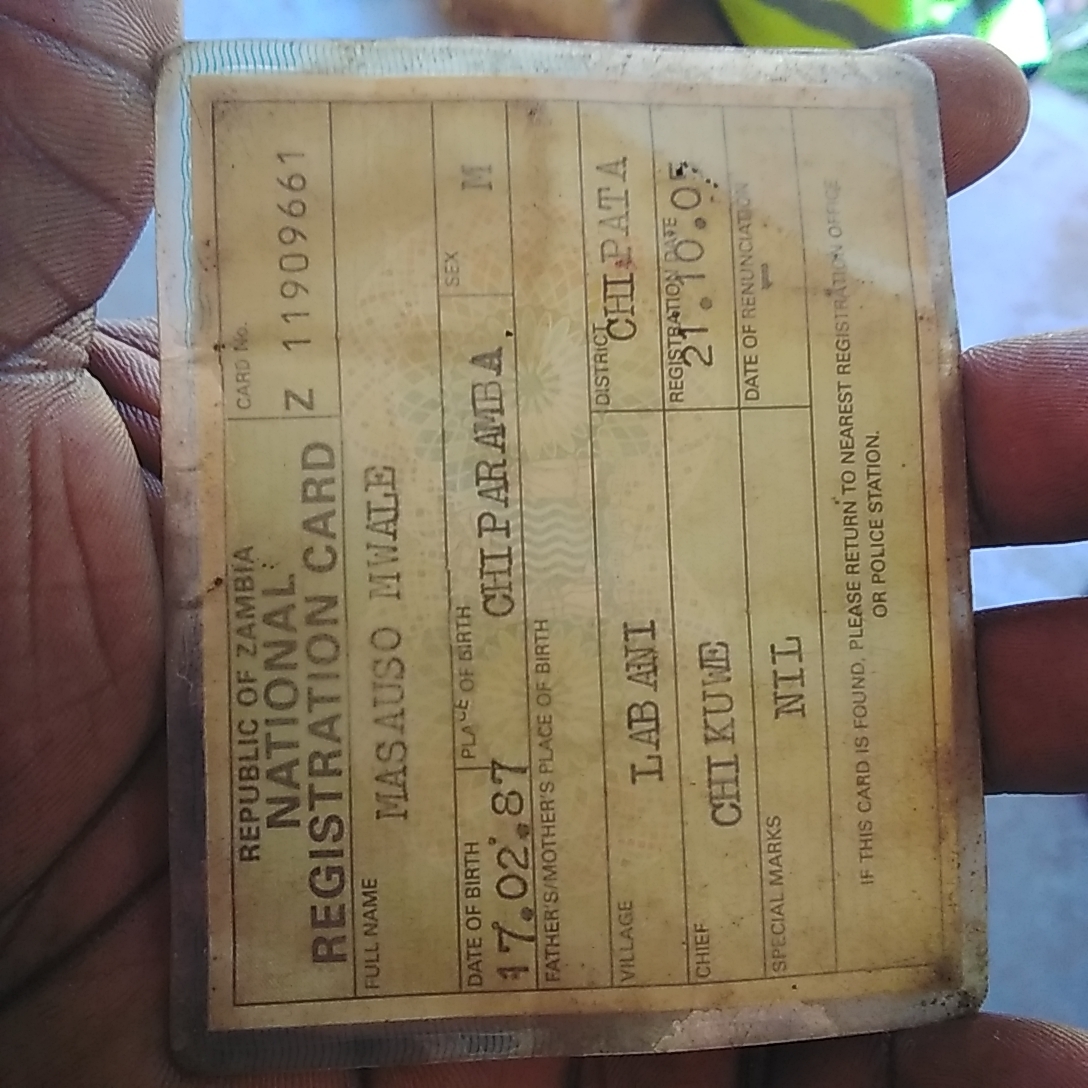 REPUBLIC OF ZAMBIA
NATIONAL
REGISTRATION CARD
CARD No.
Z 1909661
FULL NAME
MASAUSO MWALE
DATE OF BIRTH
17.02.87
PLACE OF BIRTH
CHIPARAMBA,
SEX
M
FATHER'S/MOTHER'S PLACE OF BIRTH
VILLAGE
LABANI
DISTRICT
CHIPATA
CHIEF
CHIKUWE
REGISTRATION DATE
21.10.05
SPECIAL MARKS
NIL
DATE OF RENUNCIATION
-
IF THIS CARD IS FOUND, PLEASE RETURN TO NEAREST REGISTRATION OFFICE
OR POLICE STATION.